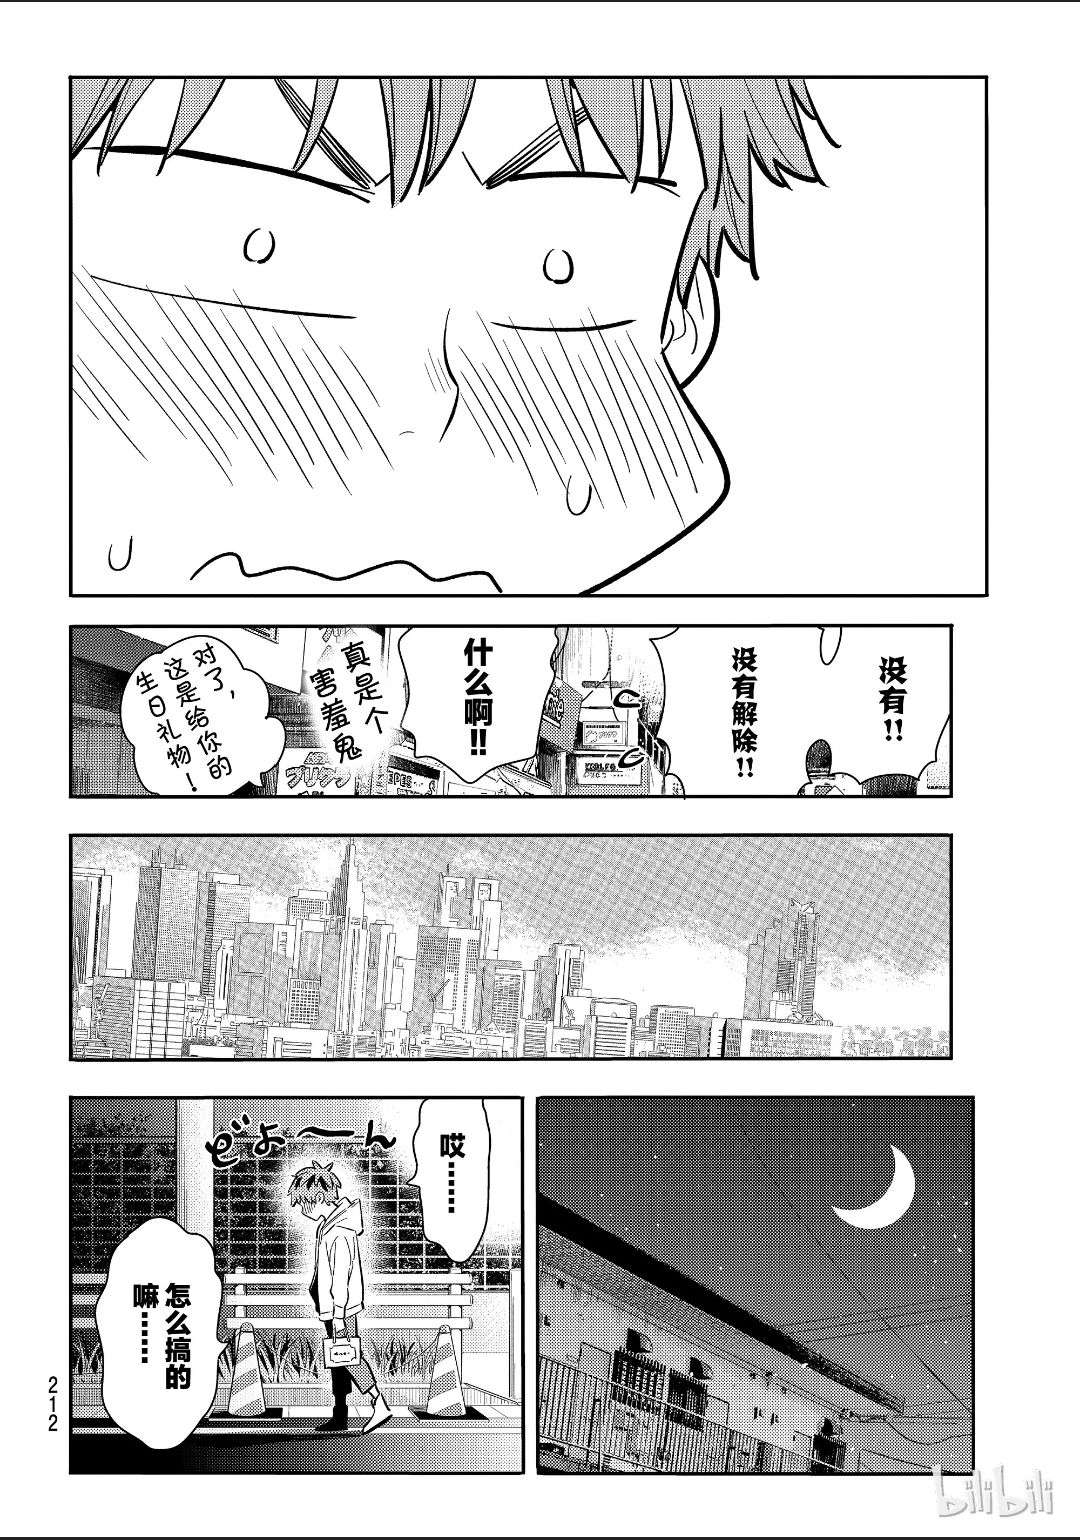 没有!!
没有解除!!
什么啊!!
真是个
害羞鬼
对了，
这是给你的
生日礼物！
哎……
どよ〜ん
怎么搞的
嘛……
212
bilibili